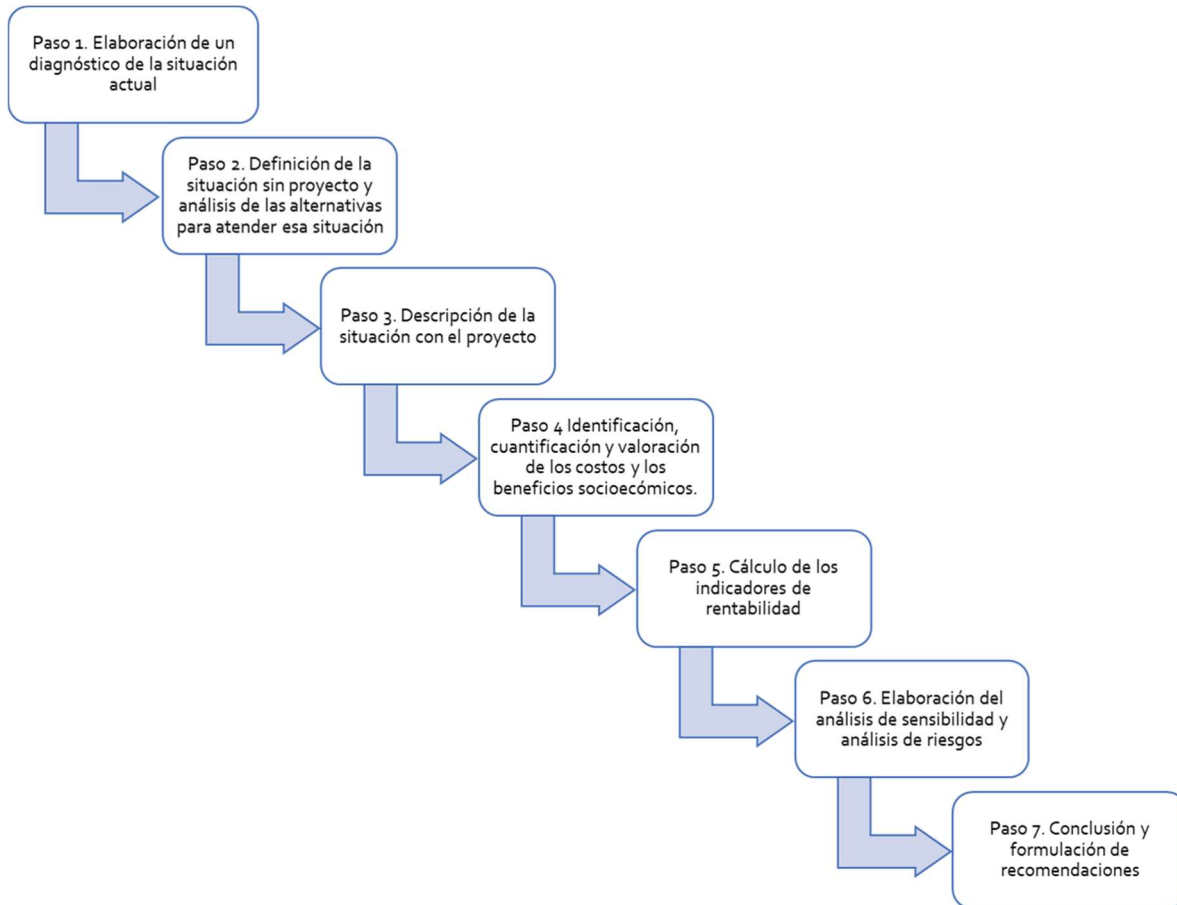 Paso 1. Elaboración de un
diagnóstico de la situación
actual
Paso 2. Definición de la
situación sin proyecto y
análisis de las alternativas
para atender esa situación
Paso 3. Descripción de la
situación con el proyecto
Paso 4 Identificación,
cuantificación y valoración
de los costos y los
beneficios socioecómicos.
Paso 5. Cálculo de los
indicadores de
rentabilidad
Paso 6. Elaboración del
análisis de sensibilidad y
análisis de riesgos
Paso 7. Conclusión y
formulación de
recomendaciones